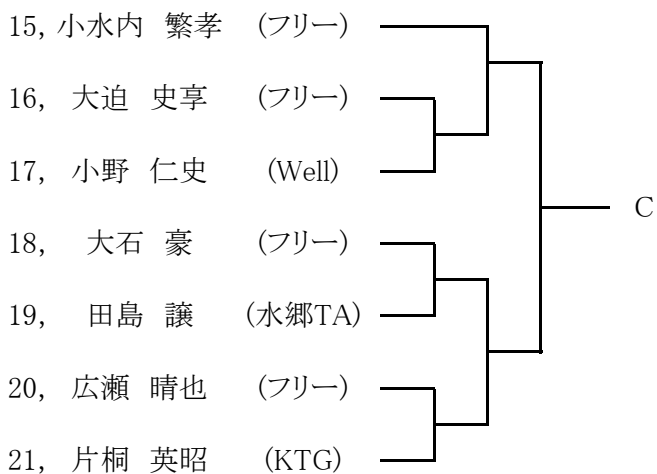 15, 小水内 繁孝 (フリー)
16, 大迫 史享 (フリー)
17, 小野 仁史 (Well)
C
18, 大石 豪 (フリー)
19, 田島 譲 (水郷TA)
20, 広瀬 晴也 (フリー)
21, 片桐 英昭 (KTG)